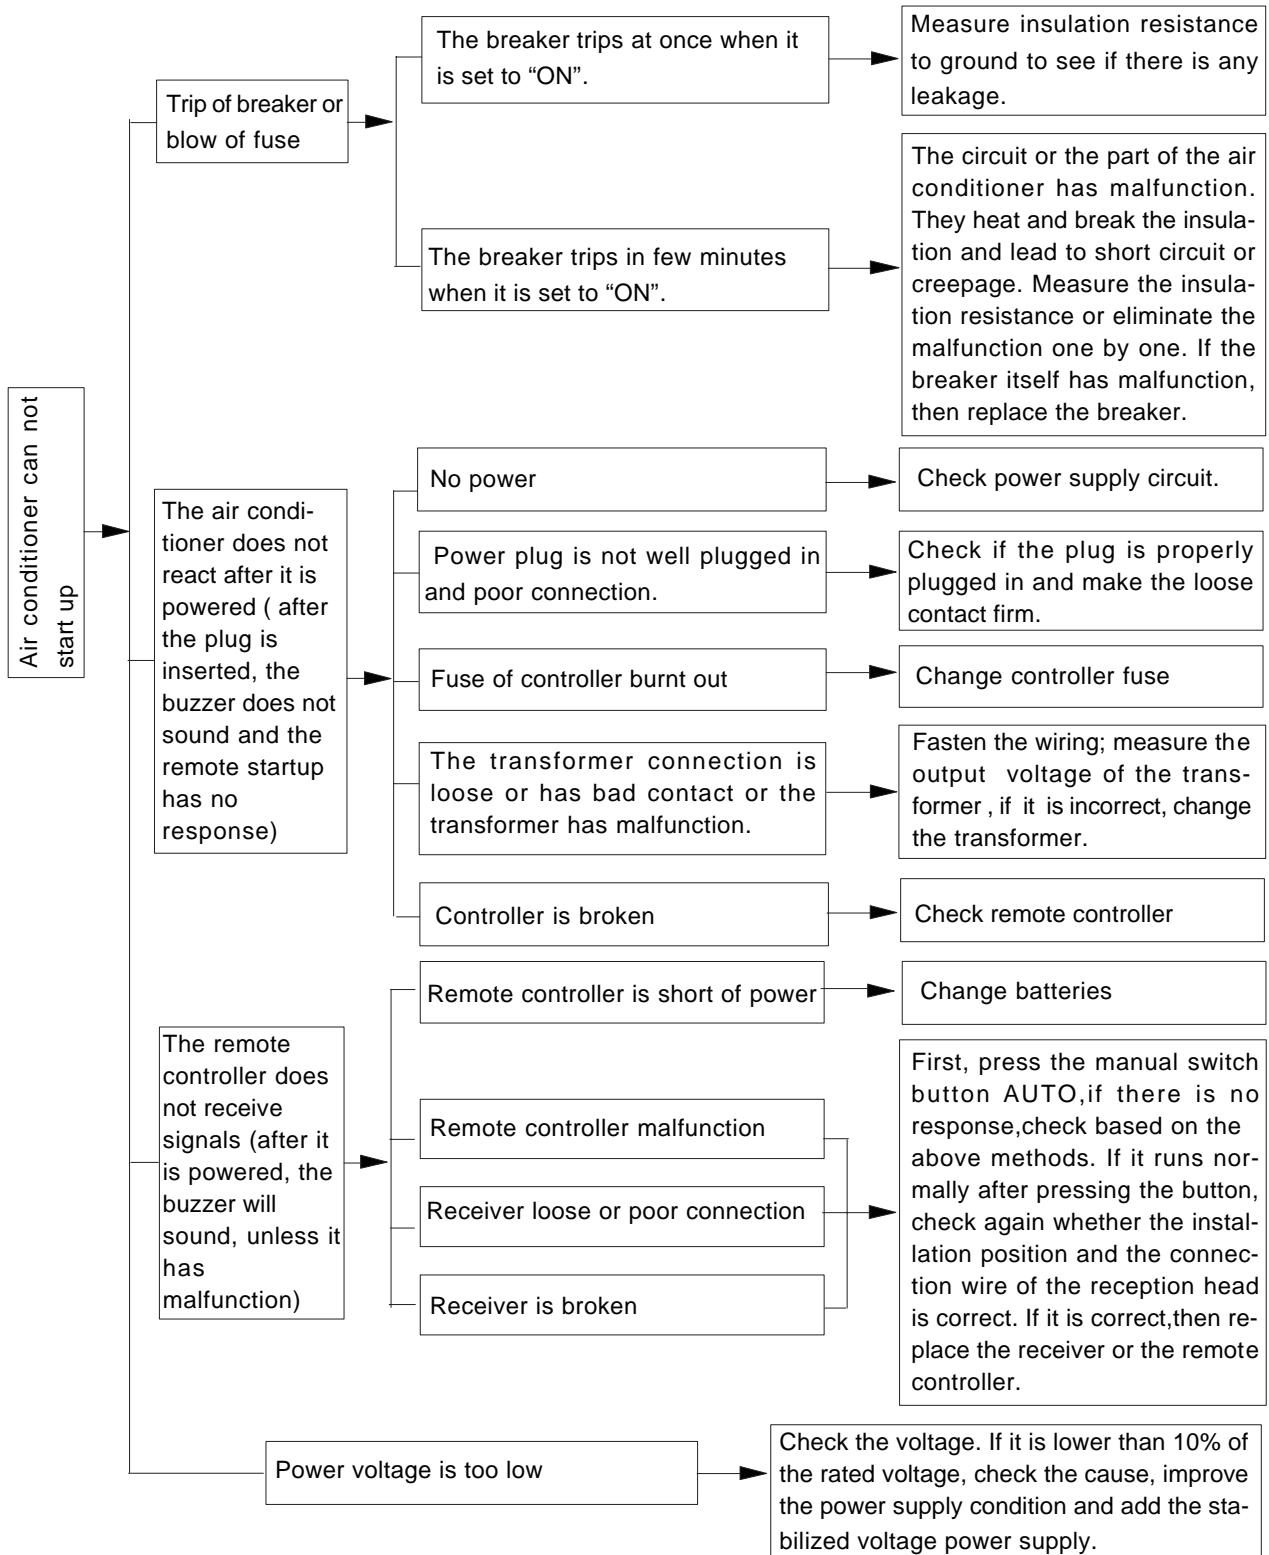 Air conditioner can not
start up
Trip of breaker or
blow of fuse
The breaker trips at once when it
is set to “ON”.
Measure insulation resistance
to ground to see if there is any
leakage.
The breaker trips in few minutes
when it is set to “ON”.
The circuit or the part of the air
conditioner has malfunction.
They heat and break the insula-
tion and lead to short circuit or
creepage. Measure the insula-
tion resistance or eliminate the
malfunction one by one. If the
breaker itself has malfunction,
then replace the breaker.
The air condi-
tioner does not
react after it is
powered ( after
the plug is
inserted, the
buzzer does not
sound and the
remote startup
has no
response)
No power
Check power supply circuit.
Power plug is not well plugged in
and poor connection.
Check if the plug is properly
plugged in and make the loose
contact firm.
Fuse of controller burnt out
Change controller fuse
The transformer connection is
loose or has bad contact or the
transformer has malfunction.
Fasten the wiring; measure the
output voltage of the trans-
former , if it is incorrect, change
the transformer.
Controller is broken
Check remote controller
The remote
controller does
not receive
signals (after it
is powered, the
buzzer will
sound, unless it
has
malfunction)
Remote controller is short of power
Change batteries
Remote controller malfunction
Receiver loose or poor connection
Receiver is broken
First, press the manual switch
button AUTO,if there is no
response,check based on the
above methods. If it runs nor-
mally after pressing the button,
check again whether the instal-
lation position and the connec-
tion wire of the reception head
is correct. If it is correct,then re-
place the receiver or the remote
controller.
Power voltage is too low
Check the voltage. If it is lower than 10% of
the rated voltage, check the cause, improve
the power supply condition and add the sta-
bilized voltage power supply.